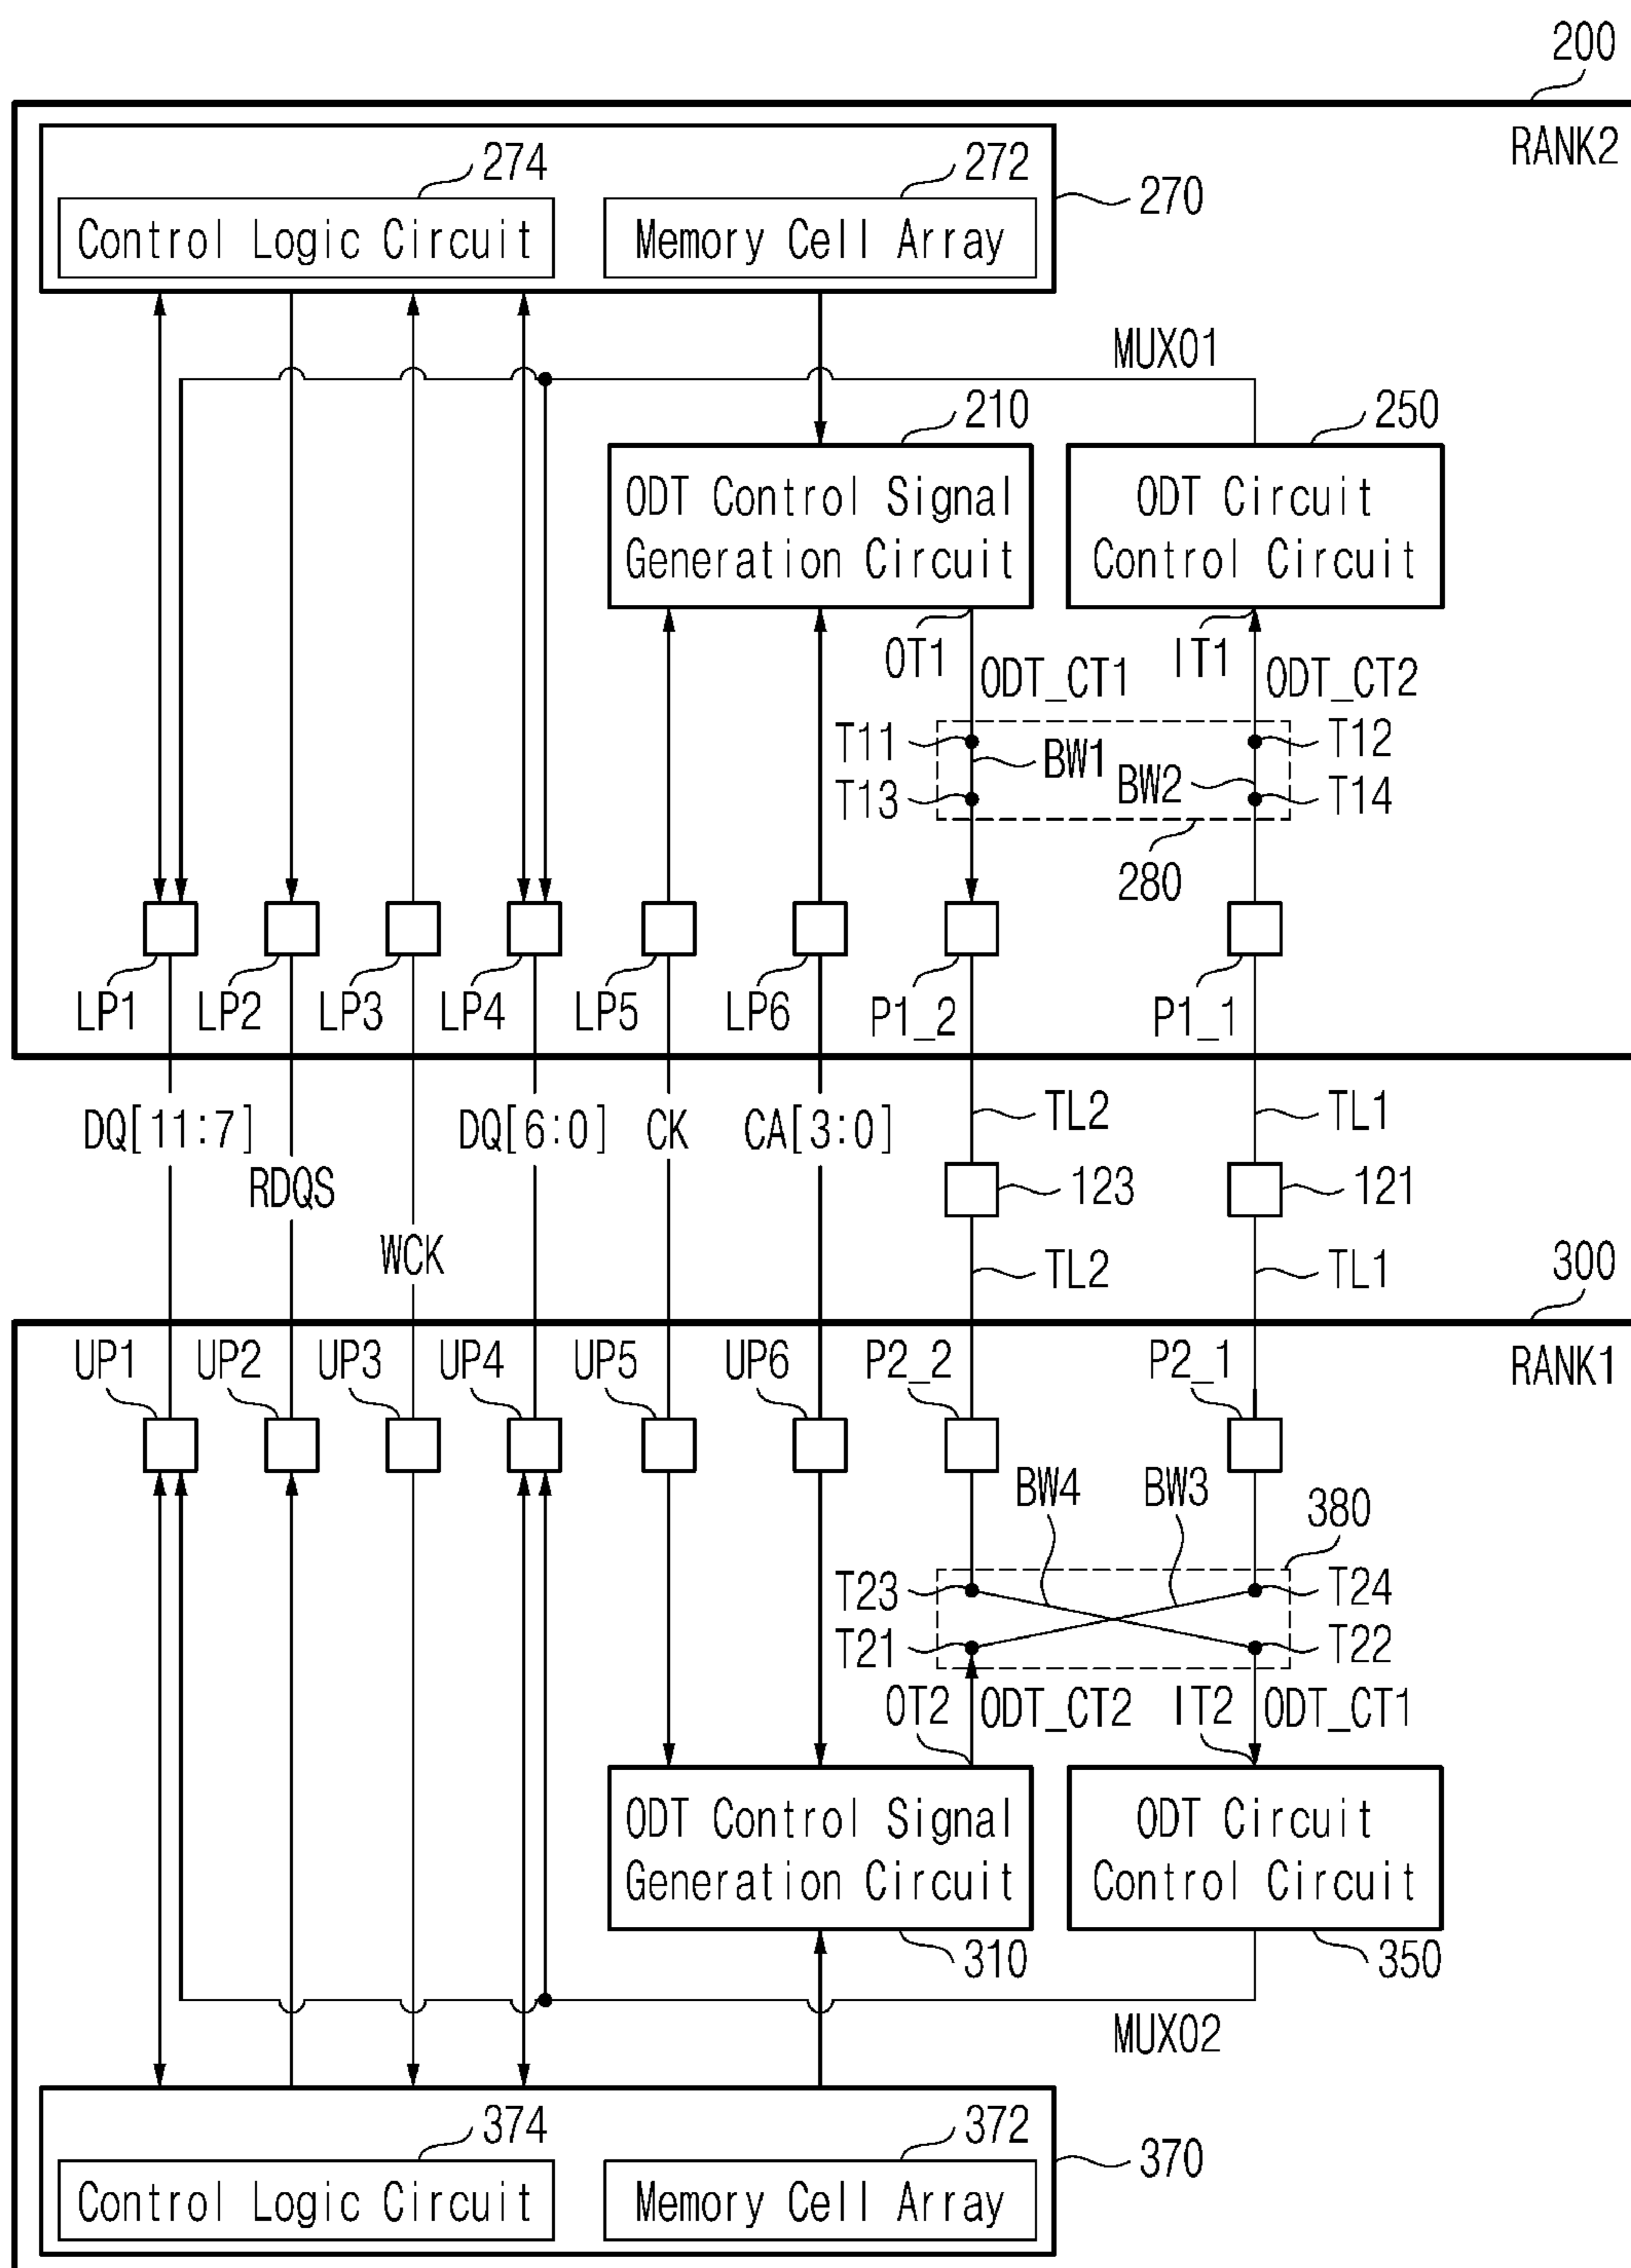 200
RANK2
274
272
270
Control Logic Circuit
Memory Cell Array
MUXO1
210
250
ODT Control Signal
Generation Circuit
ODT Circuit
Control Circuit
OT1
ODT_CT1
IT1
ODT_CT2
T11
BW1
T12
T13
BW2
T14
280
LP1
LP2
LP3
LP4
LP5
LP6
P1_2
P1_1
TL2
TL1
DQ[11:7]
DQ[6:0]
CK
CA[3:0]
RDQS
123
121
WCK
TL2
TL1
300
UP1
UP2
UP3
UP4
UP5
UP6
P2_2
P2_1
RANK1
BW4
BW3
380
T23
T24
T21
T22
OT2
ODT_CT2
IT2
ODT_CT1
ODT Control Signal
Generation Circuit
ODT Circuit
Control Circuit
310
350
MUXO2
374
372
370
Control Logic Circuit
Memory Cell Array